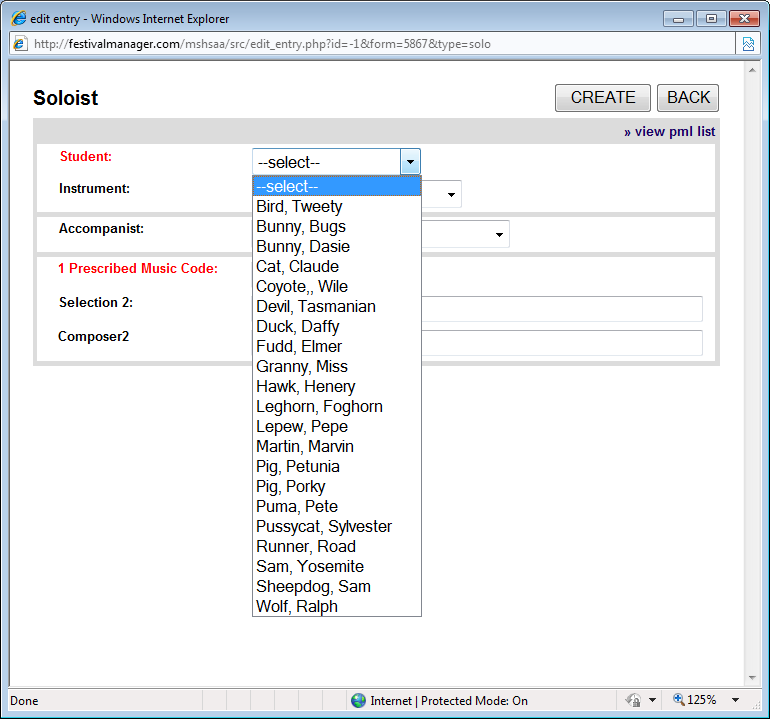 edit entry - Windows Internet Explorer
http://festivalmanager.com/mshsaa/src/edit_entry.php?id=-1&form=5867&type=solo
Soloist CREATE BACK
» view pml list
Student: --select--
Instrument: --select--
Bird, Tweety
Bunny, Bugs
Accompanist: Bunny, Dasie
1 Prescribed Music Code: Cat, Claude
Coyote,, Wile
Selection 2: Devil, Tasmanian
Composer2 Duck, Daffy
Fudd, Elmer
Granny, Miss
Hawk, Henery
Leghorn, Foghorn
Lepew, Pepe
Martin, Marvin
Pig, Petunia
Pig, Porky
Puma, Pete
Pussycat, Sylvester
Runner, Road
Sam, Yosemite
Sheepdog, Sam
Wolf, Ralph
Done Internet | Protected Mode: On 125%